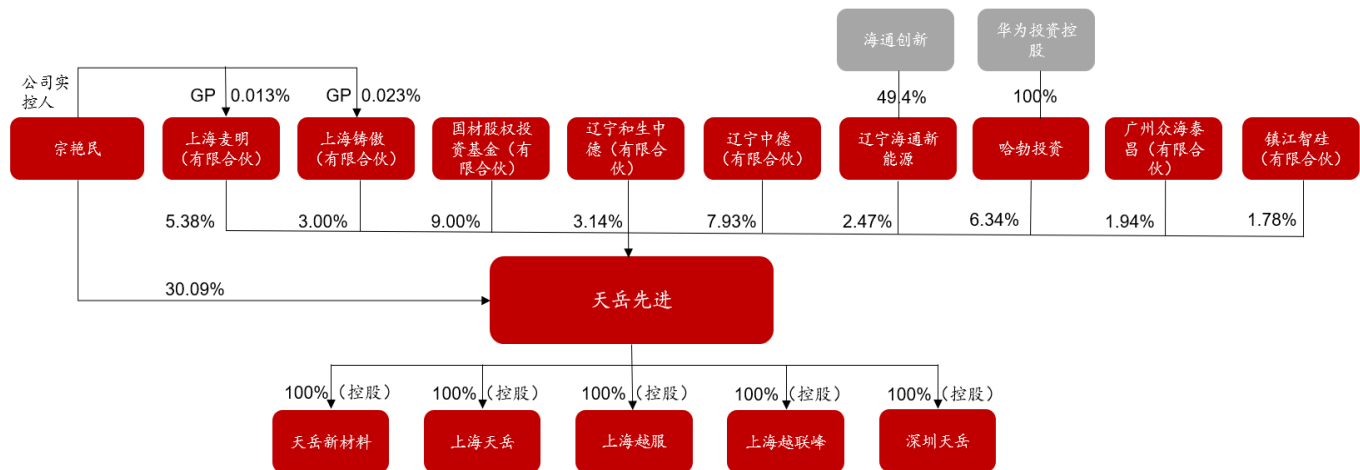 海通创新
华为投资控
股
公司实
控人
GP 0.013%
GP 0.023%
49.4%
100%
宗艳民
上海麦明
（有限合伙）
上海铸傲
（有限合伙）
国材股权投
资基金（有
限合伙）
辽宁和生中
德（有限合
伙）
辽宁中德
（有限合伙）
辽宁海通新
能源
哈勃投资
广州众海泰
昌（有限合
伙）
镇江智硅
（有限合伙）
5.38%
3.00%
9.00%
3.14%
7.93%
2.47%
6.34%
1.94%
1.78%
30.09%
天岳先进
100%（控股）
100%（控股）
100%（控股）
100%（控股）
100%（控股）
天岳新材料
上海天岳
上海越服
上海越联峰
深圳天岳